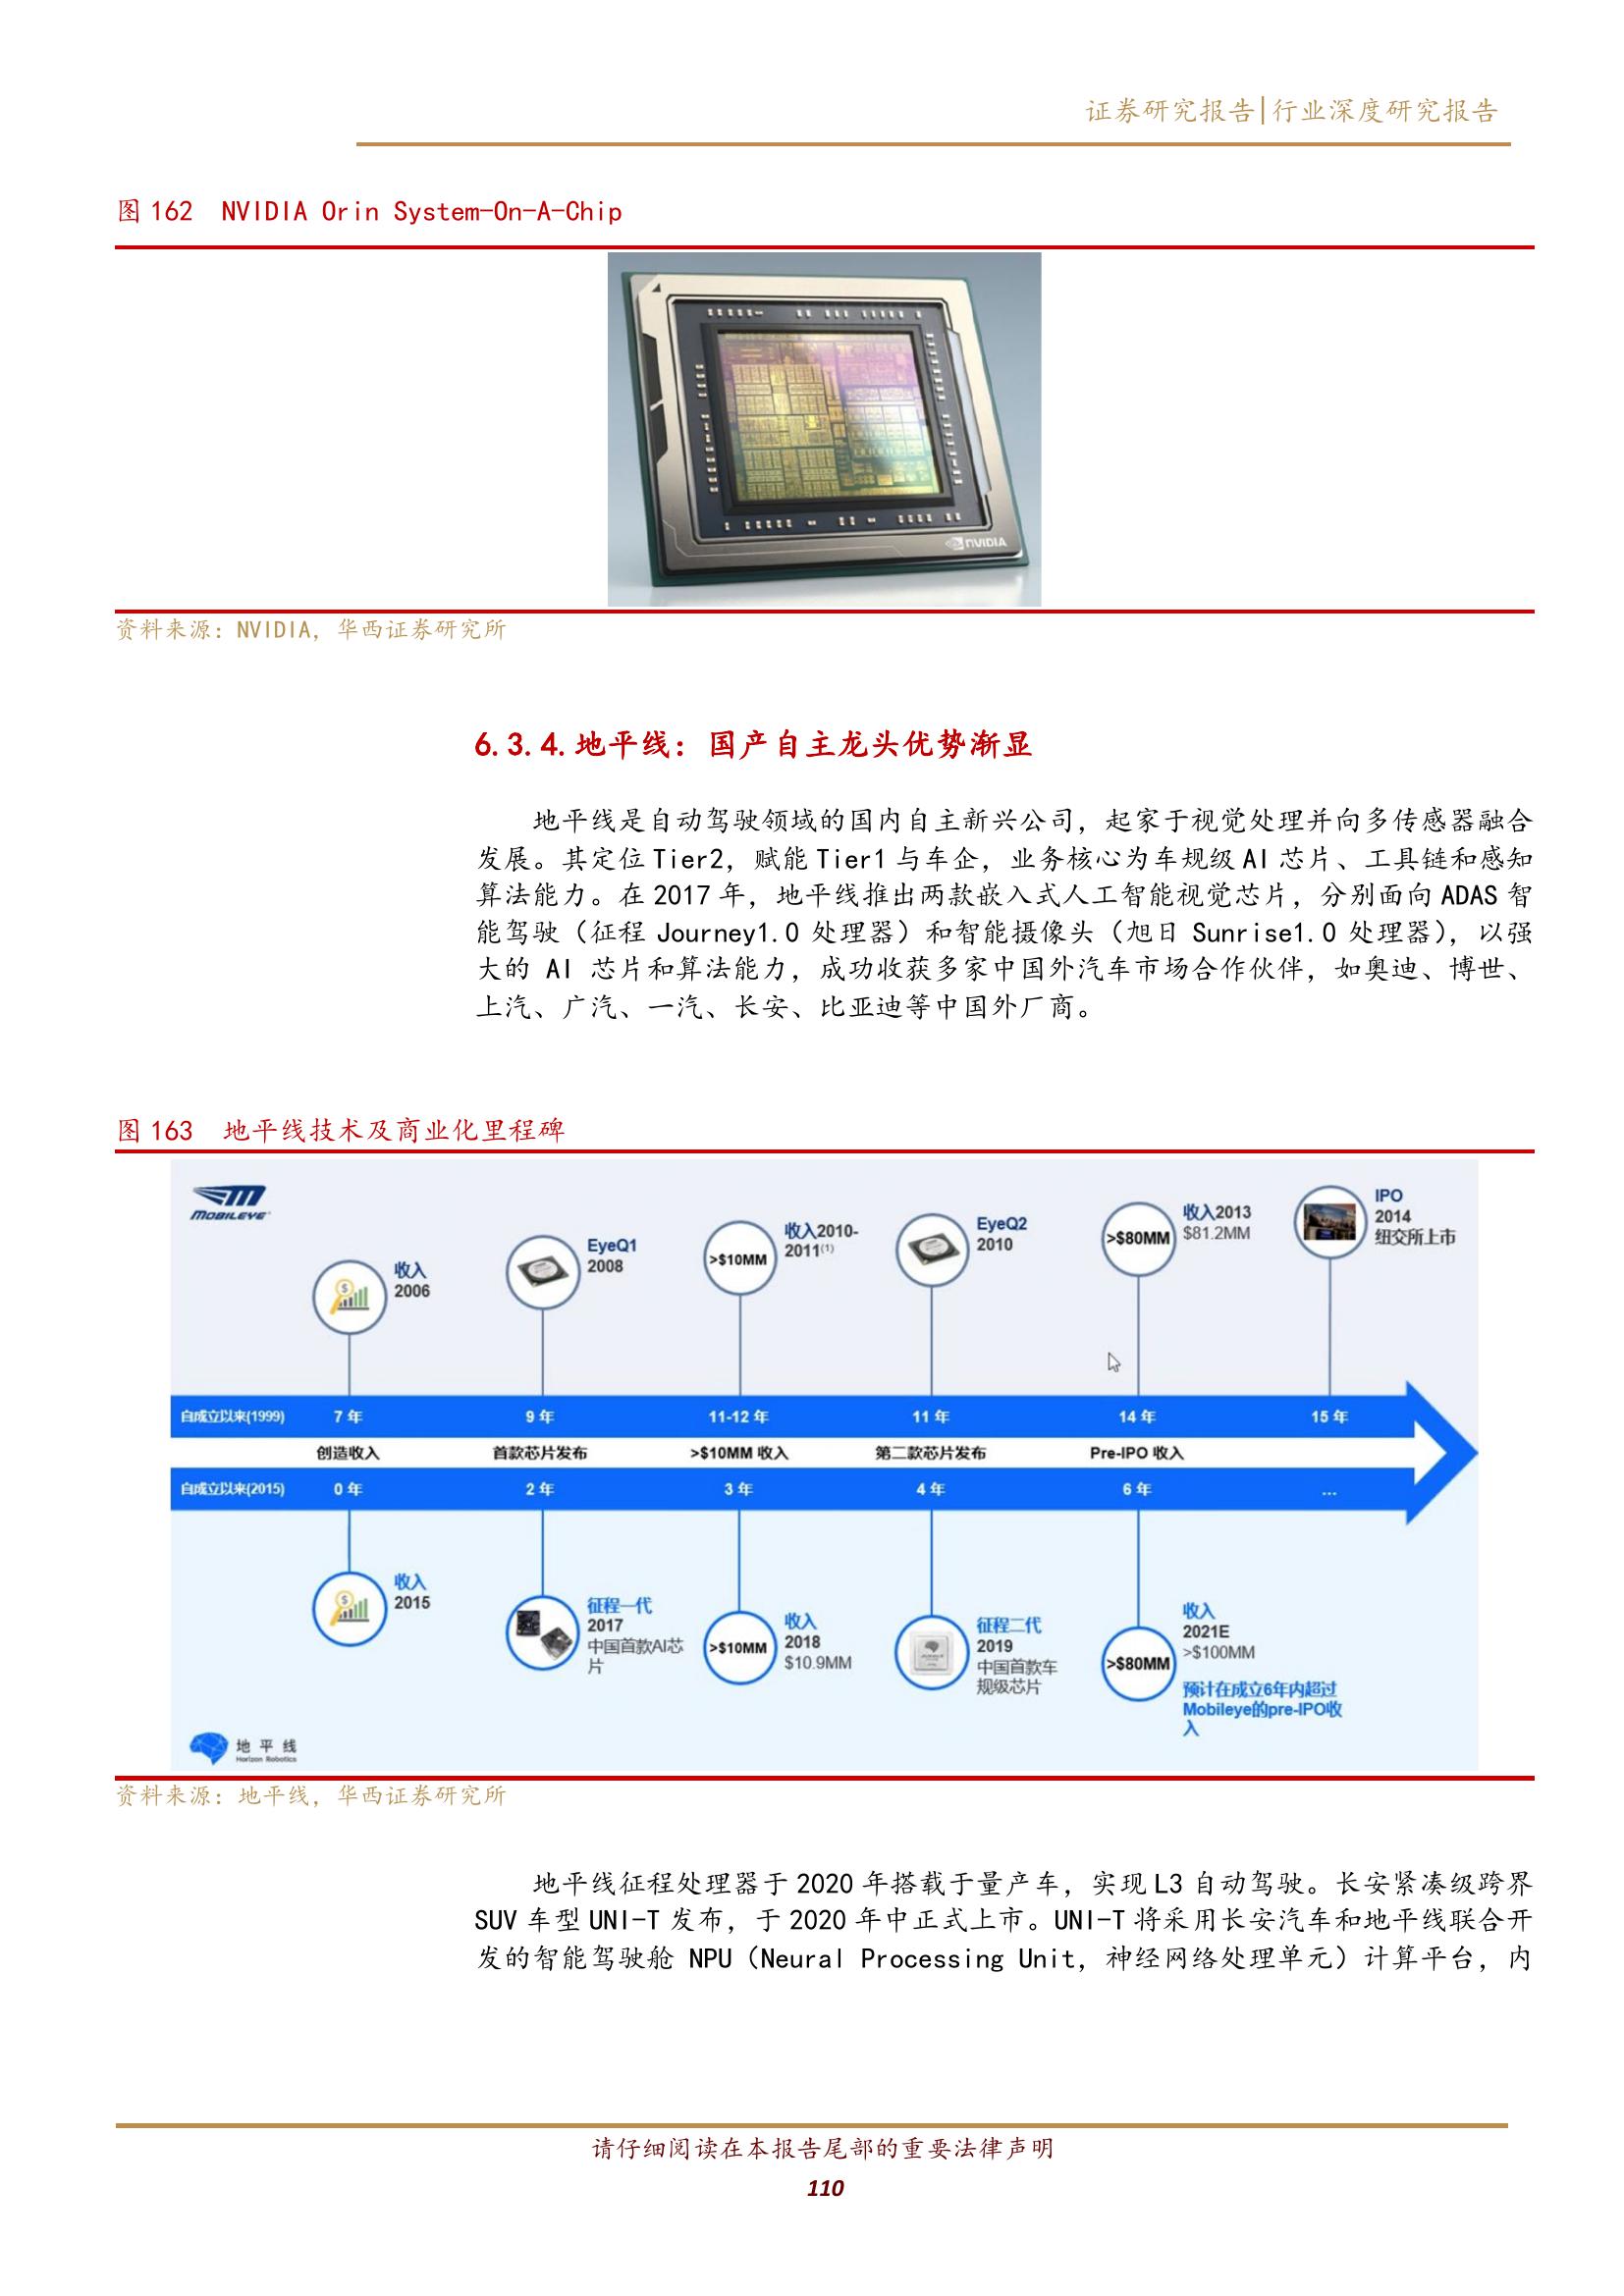 证券研究报告|行业深度研究报告
图 162 NVIDIA Orin System-On-A-Chip
NVIDIA
资料来源：NVIDIA，华西证券研究所
6.3.4.地平线：国产自主龙头优势渐显
地平线是自动驾驶领域的国内自主新兴公司，起家于视觉处理并向多传感器融合
发展。其定位 Tier2，赋能 Tier1 与车企，业务核心为车规级 AI 芯片、工具链和感知
算法能力。在 2017 年，地平线推出两款嵌入式人工智能视觉芯片，分别面向 ADAS 智
能驾驶（征程 Journey1.0 处理器）和智能摄像头（旭日 Sunrise1.0 处理器），以强
大的 AI 芯片和算法能力，成功收获多家中国外汽车市场合作伙伴，如奥迪、博世、
上汽、广汽、一汽、长安、比亚迪等中国外厂商。
图 163 地平线技术及商业化里程碑
MOBILEYE
收入
2006
EyeQ1
2008
>$10MM
收入2010-
2011(1)
EyeQ2
2010
>$80MM
收入2013
$81.2MM
IPO
2014
纽交所上市
自成立以来(1999) 7 年 9 年 11-12 年 11 年 14 年 15 年
创造收入 首款芯片发布 >$10MM 收入 第二款芯片发布 Pre-IPO 收入
自成立以来(2015) 0 年 2 年 3 年 4 年 6 年 ...
收入
2015
征程一代
2017
中国首款AI芯
片
>$10MM
收入
2018
$10.9MM
征程二代
2019
中国首款车
规级芯片
>$80MM
收入
2021E
>$100MM
预计在成立6年内超过
Mobileye的pre-IPO收
入
地平线
Horizon Robotics
资料来源：地平线，华西证券研究所
地平线征程处理器于 2020 年搭载于量产车，实现 L3 自动驾驶。长安紧凑级跨界
SUV 车型 UNI-T 发布，于 2020 年中正式上市。UNI-T 将采用长安汽车和地平线联合开
发的智能驾驶舱 NPU（Neural Processing Unit，神经网络处理单元）计算平台，内
请仔细阅读在本报告尾部的重要法律声明
110